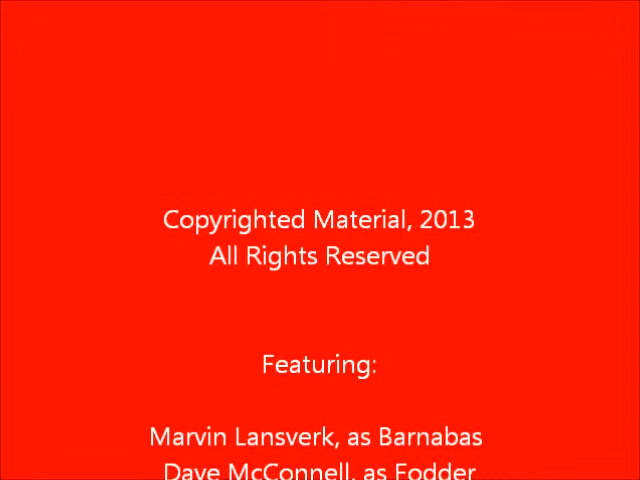 Copyrighted Material, 2013
All Rights Reserved
Featuring:
Marvin Lansverk, as Barnabas
Dave McConnell, as Fodder